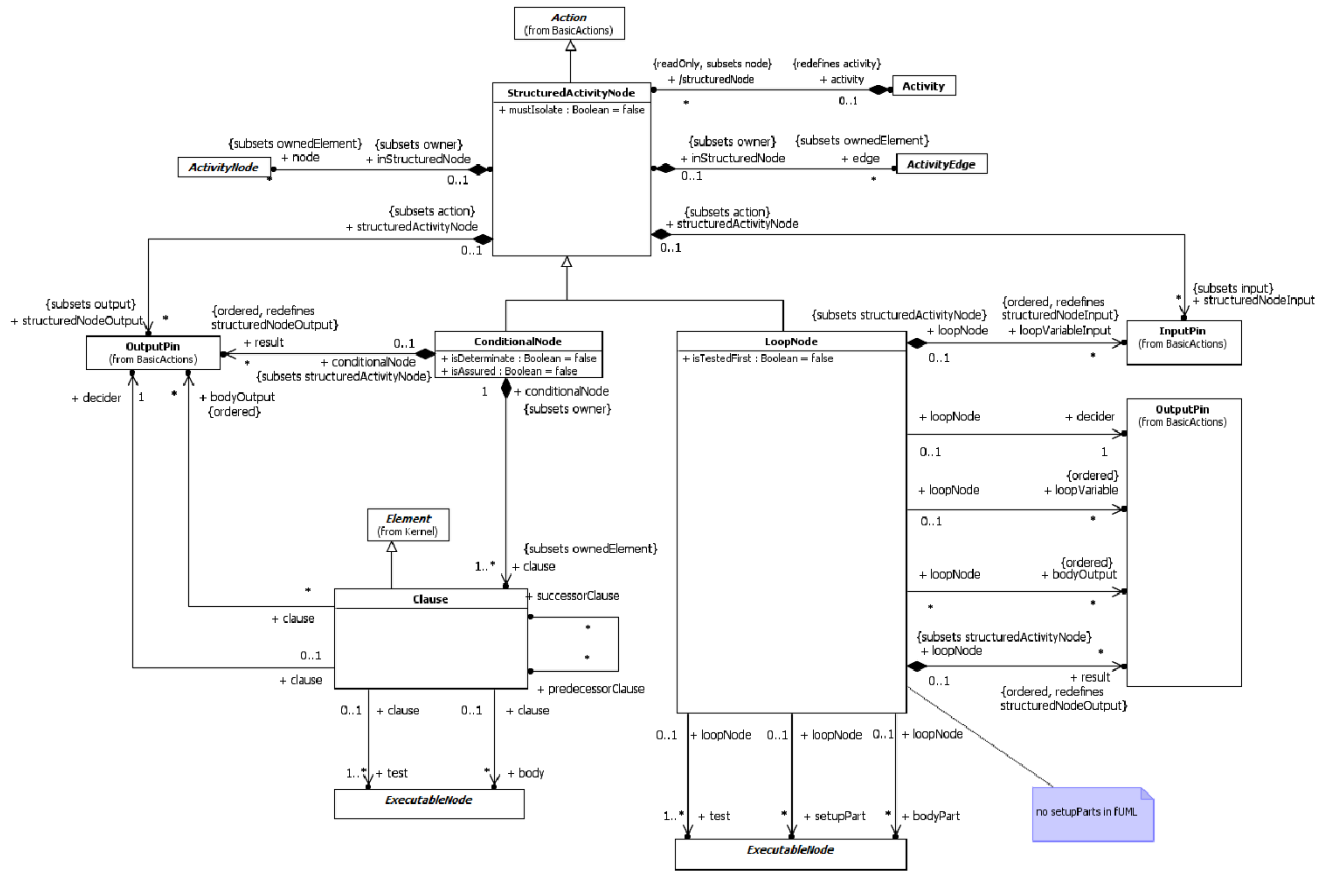 Action
(from BasicActions)
{readOnly, subsets node}
+ /structuredNode
*
{redefines activity}
+ activity
0..1
Activity
StructuredActivityNode
+ mustIsolate : Boolean = false
{subsets ownedElement}
+ node
*
{subsets owner}
+ inStructuredNode
0..1
ActivityNode
{subsets owner}
+ inStructuredNode
0..1
{subsets ownedElement}
+ edge
*
ActivityEdge
{subsets action}
+ structuredActivityNode
0..1
{subsets action}
+ structuredActivityNode
0..1
{subsets output}
+ structuredNodeOutput
*
{subsets input}
+ structuredNodeInput
*
OutputPin
(from BasicActions)
{ordered, redefines
structuredNodeOutput}
+ result
*
0..1
+ conditionalNode
{subsets structuredActivityNode}
ConditionalNode
+ isDeterminate : Boolean = false
+ isAssured : Boolean = false
LoopNode
+ isTestedFirst : Boolean = false
{subsets structuredActivityNode}
+ loopNode
0..1
{ordered, redefines
structuredNodeInput}
+ loopVariableInput
*
InputPin
(from BasicActions)
+ decider
1
*
+ bodyOutput
{ordered}
1
+ conditionalNode
{subsets owner}
OutputPin
(from BasicActions)
+ loopNode
0..1
+ decider
1
+ loopNode
0..1
{ordered}
+ loopVariable
*
+ loopNode
*
{ordered}
+ bodyOutput
*
{subsets structuredActivityNode}
+ loopNode
0..1
*
+ result
{ordered, redefines
structuredNodeOutput}
Element
(from Kernel)
{subsets ownedElement}
1..*
+ clause
Clause
+ successorClause
*
*
+ predecessorClause
*
+ clause
0..1
+ clause
0..1
+ clause
0..1
+ clause
1..*
+ test
*
+ body
ExecutableNode
0..1
+ loopNode
0..1
+ loopNode
0..1
+ loopNode
1..*
+ test
*
+ setupPart
*
+ bodyPart
ExecutableNode
no setupParts in fUML